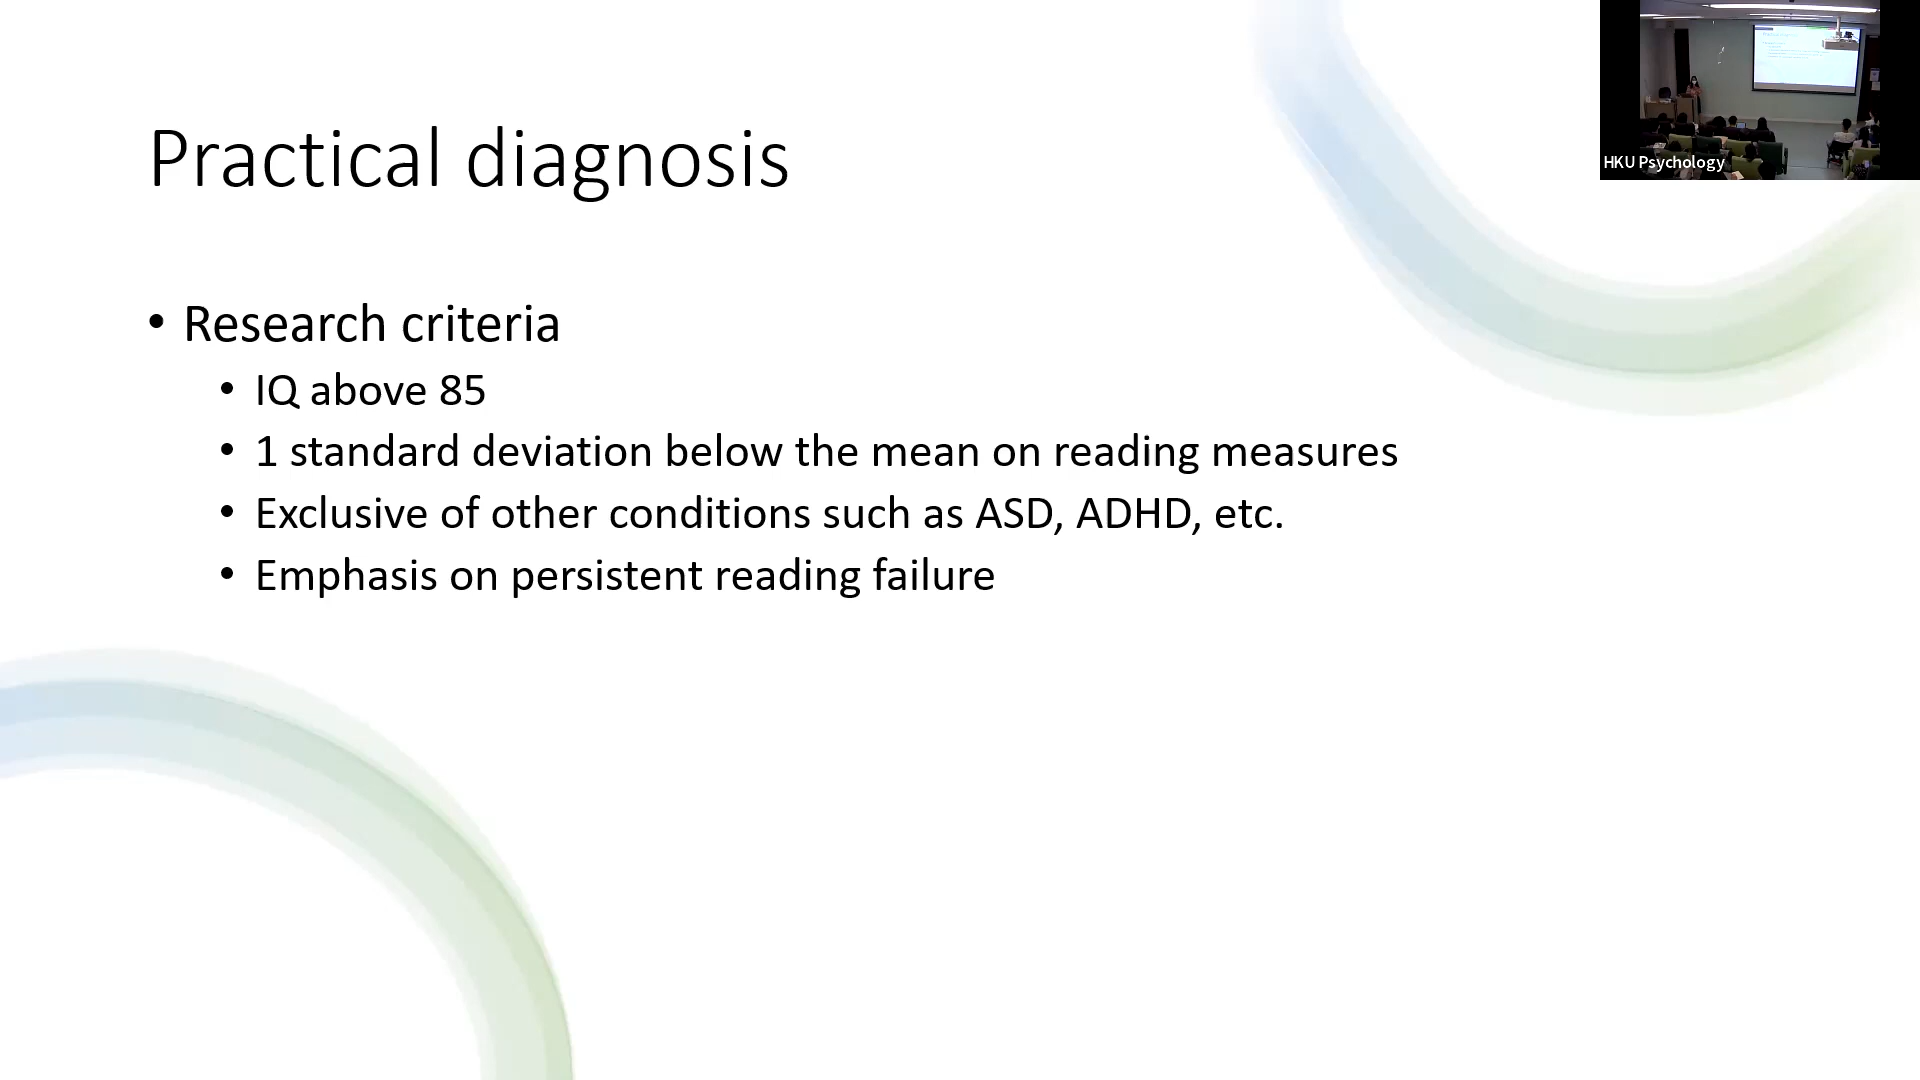 HKU Psychology
Practical diagnosis
• Research criteria
• IQ above 85
• 1 standard deviation below the mean on reading measures
• Exclusive of other conditions such as ASD, ADHD, etc.
• Emphasis on persistent reading failure